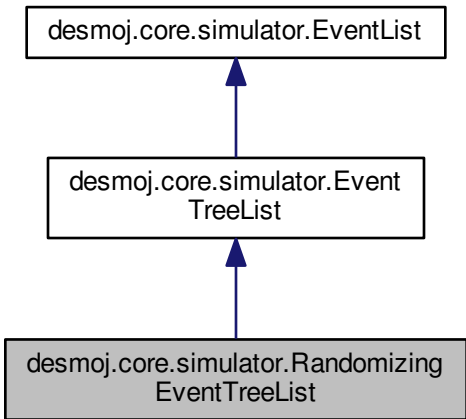 desmoj.core.simulator.EventList
desmoj.core.simulator.Event
TreeList
desmoj.core.simulator.Randomizing
EventTreeList